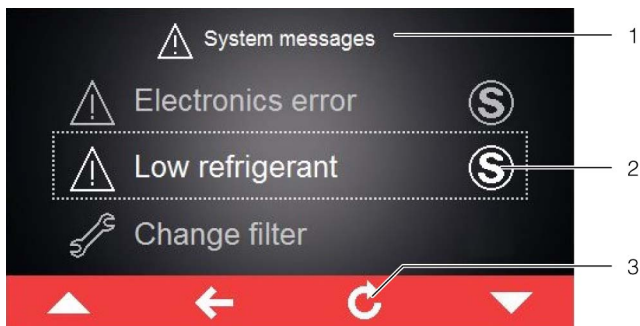 System messages
1
Electronics error
S
Low refrigerant
S
2
Change filter
3